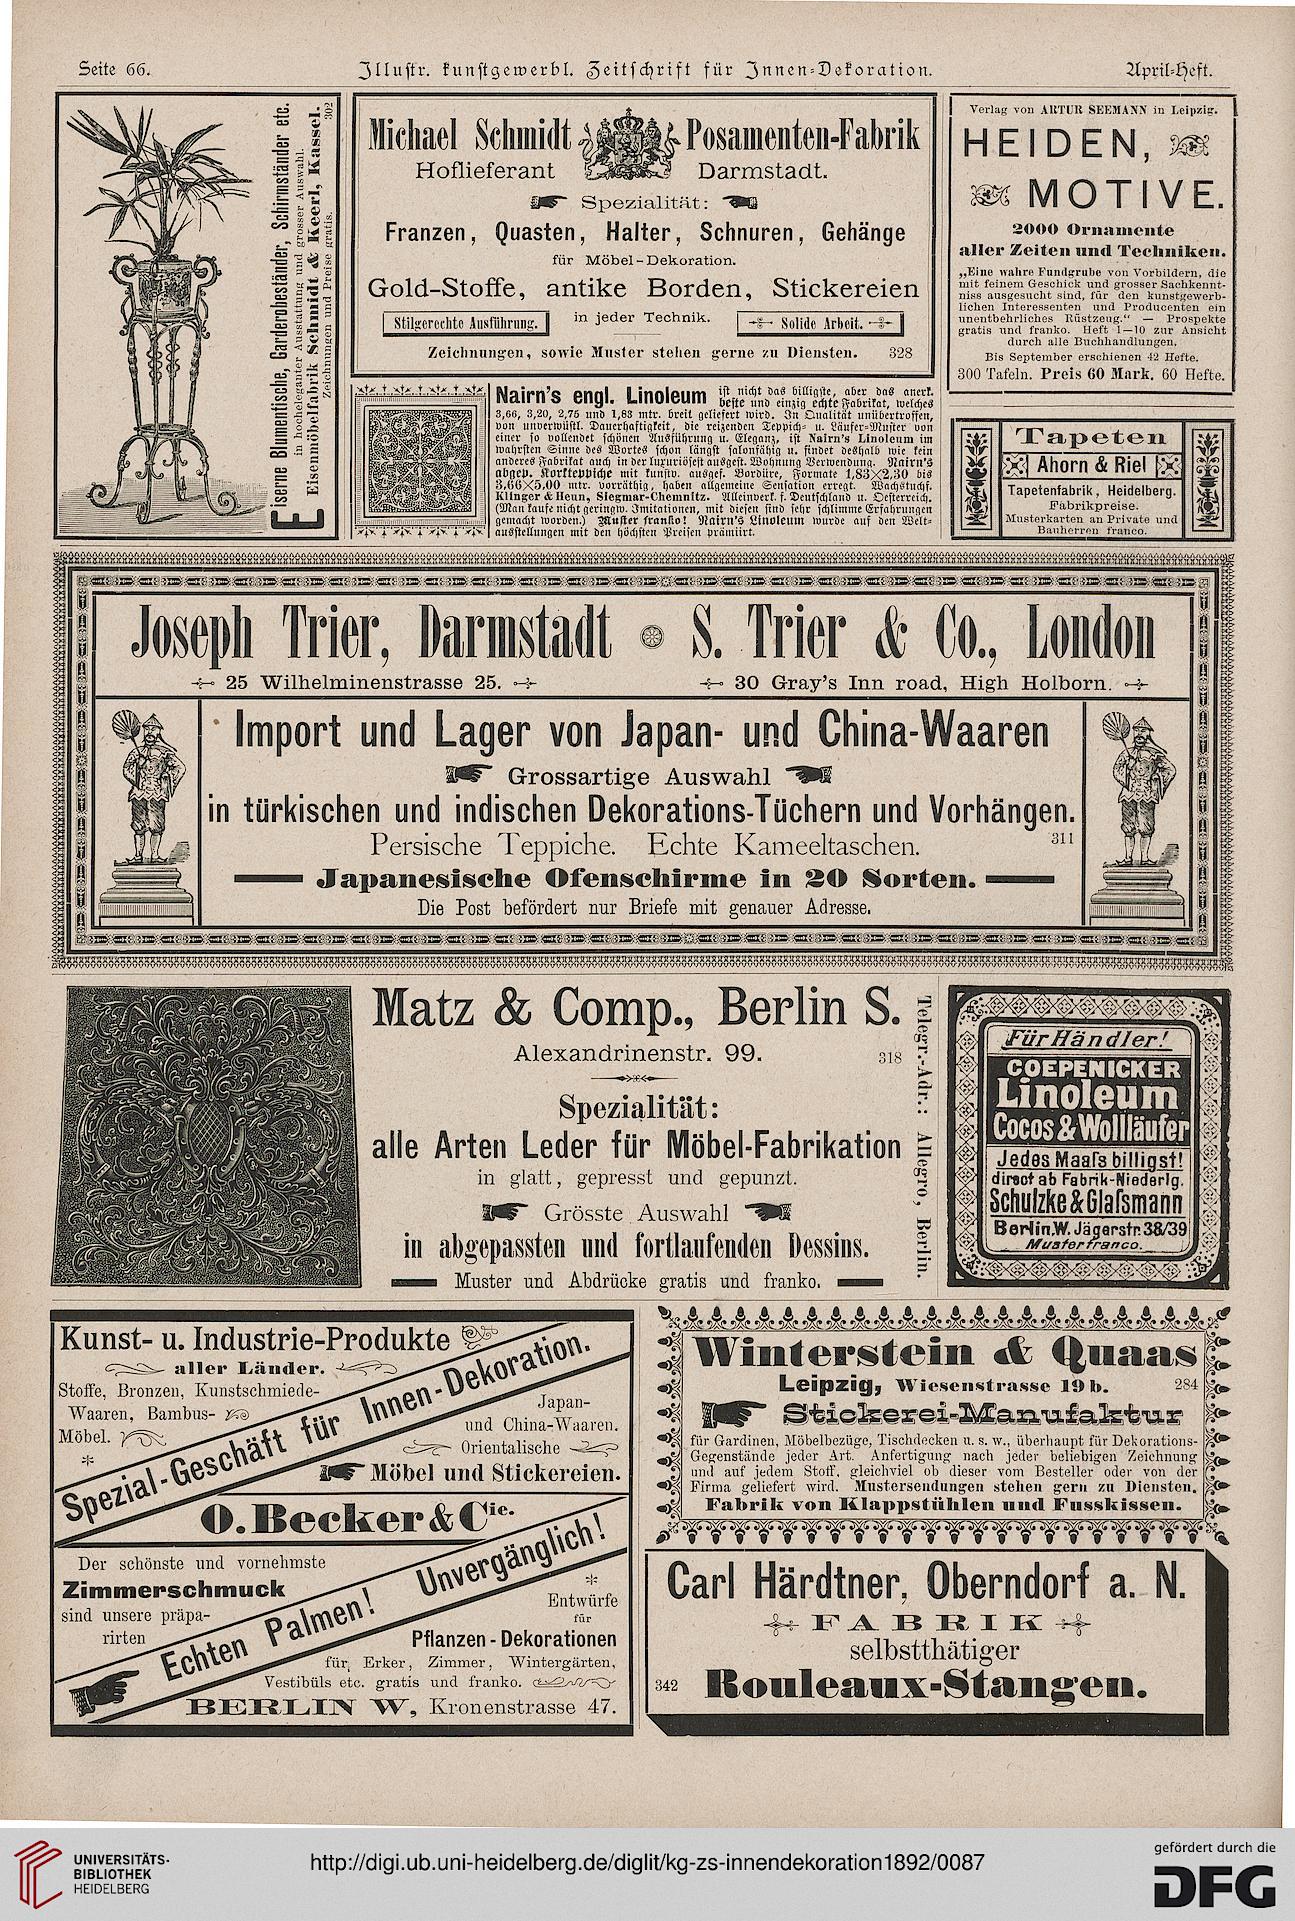 Seite 66.
Illustr. kunstgewerbl. Zeitschrift für Innen-Dekoration.
April-Heft.
Eiserne Blumentische, Garderobeständer, Schirmständer etc.
in hocheleganter Ausstattung und grosser Auswahl.
Eisenmöbelfabrik Schmidt & Keerl, Kassel.
Zeichnungen und Preise gratis. 302
Michael Schmidt Posamenten-Fabrik
Hoflieferant Darmstadt.
Spezialität:
Franzen, Quasten, Halter, Schnuren, Gehänge
für Möbel-Dekoration.
Gold-Stoffe, antike Borden, Stickereien
Stilgerechte Ausführung. in jeder Technik. Solide Arbeit.
Zeichnungen, sowie Muster stehen gerne zu Diensten. 328
Verlag von ARTUR SEEMANN in Leipzig.
HEIDEN,
MOTIVE.
2000 Ornamente
aller Zeiten und Techniken.
„Eine wahre Fundgrube von Vorbildern, die
mit feinem Geschick und grosser Sachkennt-
niss ausgesucht sind, für den kunstgewerb-
lichen Interessenten und Producenten ein
unentbehrliches Rüstzeug.“ — Prospekte
gratis und franko. Heft 1—10 zur Ansicht
durch alle Buchhandlungen.
Bis September erschienen 42 Hefte.
300 Tafeln. Preis 60 Mark. 60 Hefte.
Nairn's engl. Linoleum ist nicht das billigste, aber das anerk.
beste und einzig echte Fabrikat, welches
3,66, 3,20, 2,75 und 1,83 mtr. breit geliefert wird. In Qualität unübertroffen,
von unverwüstl. Dauerhaftigkeit, die reizenden Teppich- u. Läufer-Muster von
einer so vollendet schönen Ausführung u. Eleganz, ist Nairn's Linoleum im
wahrsten Sinne des Wortes schon längst salonfähig u. findet deshalb wie kein
anderes Fabrikat auch in der luxuriösest ausgest. Wohnung Verwendung. Nairn's
abgep. Korkteppiche mit kunstv. ausgef. Bordüre, Formate 1,83×2,30 bis
3,66×5,00 mtr. vorräthig, haben allgemeine Sensation erregt. Wachstuchf.
Klinger & Heun, Siegmar-Chemnitz. Alleinverk. f. Deutschland u. Oesterreich.
(Man kaufe nicht geringw. Imitationen, mit diesen sind sehr schlimme Erfahrungen
gemacht worden.) Muster franko! Nairn's Linoleum wurde auf den Welt-
ausstellungen mit den höchsten Preisen prämiirt.
Tapeten
Ahorn & Riel
Tapetenfabrik, Heidelberg.
Fabrikpreise.
Musterkarten an Private und
Bauherren franco.
Joseph Trier, Darmstadt S. Trier & Co., London
25 Wilhelminenstrasse 25. 30 Gray's Inn road, High Holborn.
Import und Lager von Japan- und China-Waaren
Grossartige Auswahl
in türkischen und indischen Dekorations-Tüchern und Vorhängen.
Persische Teppiche. Echte Kameeltaschen. 311
Japanesische Ofenschirme in 20 Sorten.
Die Post befördert nur Briefe mit genauer Adresse.
Matz & Comp., Berlin S.
Alexandrinenstr. 99. 318
Spezialität:
alle Arten Leder für Möbel-Fabrikation
in glatt, gepresst und gepunzt.
Grösste Auswahl
in abgepassten und fortlaufenden Dessins.
Muster und Abdrücke gratis und franko.
Telegr.-Adr.: Allegro, Berlin.
Für Händler!
COEPENICKER
Linoleum
Cocos & Wollläufer
Jedes Maass billigst!
direct ab Fabrik-Niederlg.
Schulzke & Glassmann
Berlin.W. Jägerstr. 38/39
Muster franco.
Kunst- u. Industrie-Produkte
aller Länder.
Stoffe, Bronzen, Kunstschmiede-
Waaren, Bambus-
Möbel.
Spezial-Geschäft für Innen-Dekoration.
Japan-
und China-Waaren.
Orientalische
Möbel und Stickereien.
O. Becker & Cie.
Der schönste und vornehmste
Zimmerschmuck
sind unsere präpa-
rirten
Echten Palmen! Unvergänglich!
Entwürfe
für
Pflanzen-Dekorationen
für Erker, Zimmer, Wintergärten,
Vestibüls etc. gratis und franko.
BERLIN W, Kronenstrasse 47.
Winterstein & Quaas
Leipzig, Wiesenstrasse 19 b. 284
Stickerei-Manufaktur
für Gardinen, Möbelbezüge, Tischdecken u. s. w., überhaupt für Dekorations-
Gegenstände jeder Art. Anfertigung nach jeder beliebigen Zeichnung
und auf jedem Stoff, gleichviel ob dieser vom Besteller oder von der
Firma geliefert wird. Mustersendungen stehen gern zu Diensten.
Fabrik von Klappstühlen und Fusskissen.
Carl Härdtner, Oberndorf a. N.
FABRIK
selbstthätiger
342 Rouleaux-Stangen.
UNIVERSITÄTS-
BIBLIOTHEK
HEIDELBERG
http://digi.ub.uni-heidelberg.de/diglit/kg-zs-innendekoration1892/0087
gefördert durch die
DFG